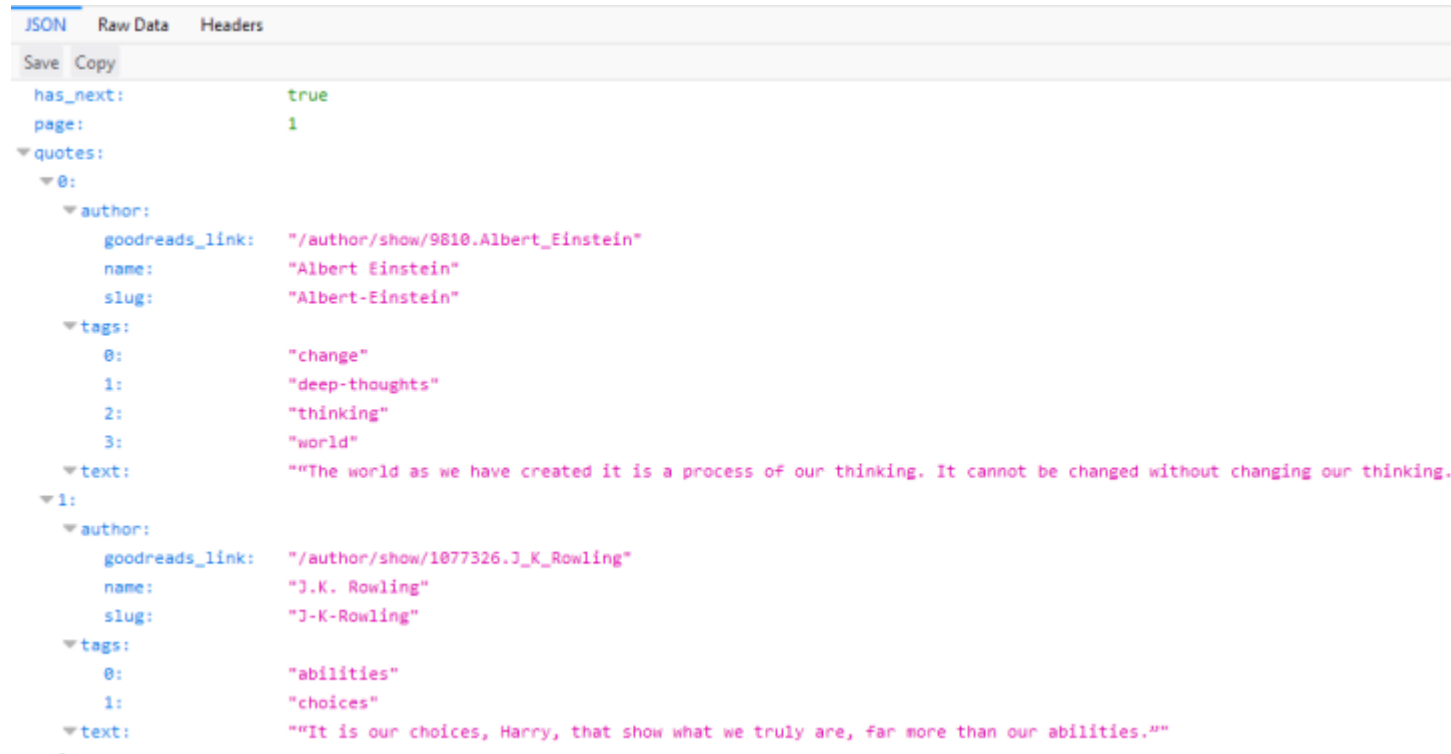 JSON Raw Data Headers
Save Copy
has_next: true
page: 1
quotes:
0:
author:
goodreads_link: "/author/show/9810.Albert_Einstein"
name: "Albert Einstein"
slug: "Albert-Einstein"
tags:
0: "change"
1: "deep-thoughts"
2: "thinking"
3: "world"
text: "“The world as we have created it is a process of our thinking. It cannot be changed without changing our thinking.
1:
author:
goodreads_link: "/author/show/1077326.J_K_Rowling"
name: "J.K. Rowling"
slug: "J-K-Rowling"
tags:
0: "abilities"
1: "choices"
text: "“It is our choices, Harry, that show what we truly are, far more than our abilities.”"